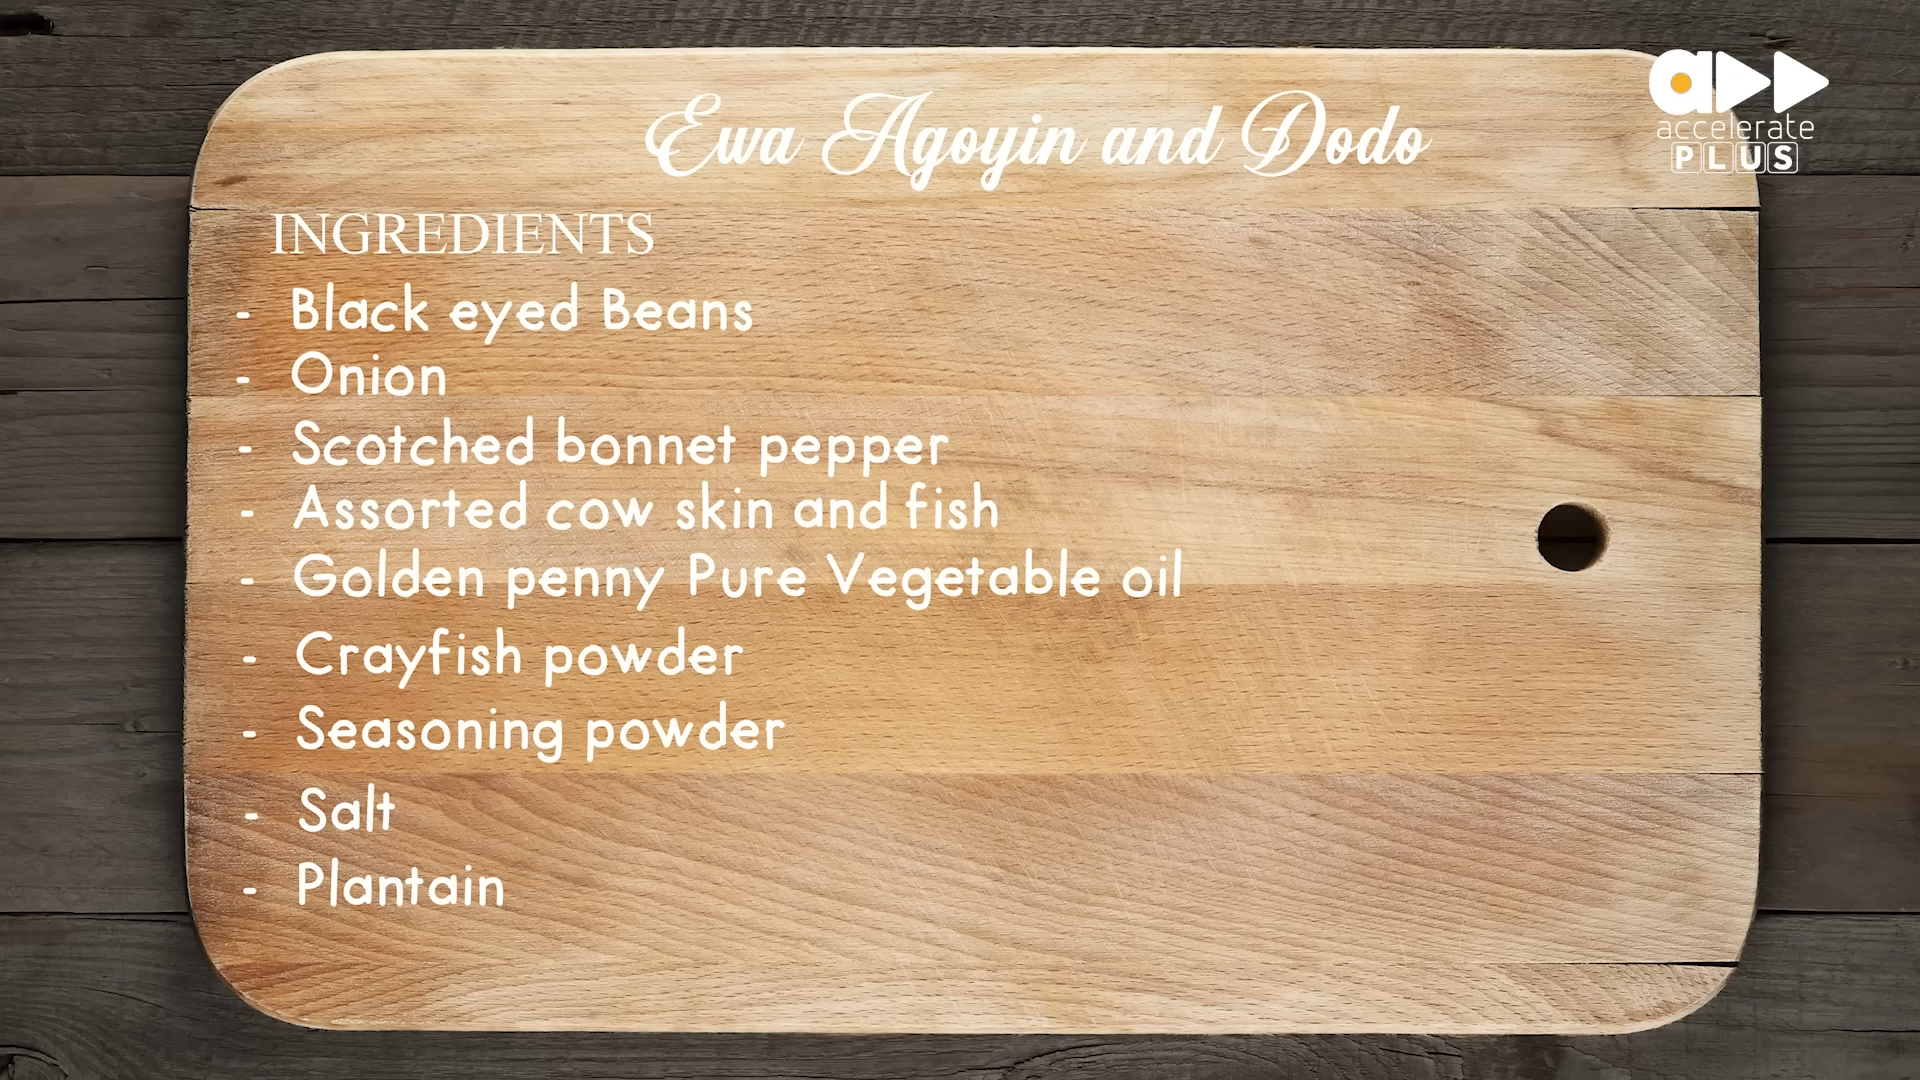 Ewa Agoyin and Dodo
a
accelerate
PLUS
INGREDIENTS
- Black eyed Beans
- Onion
- Scotched bonnet pepper
- Assorted cow skin and fish
- Golden penny Pure Vegetable oil
- Crayfish powder
- Seasoning powder
- Salt
- Plantain